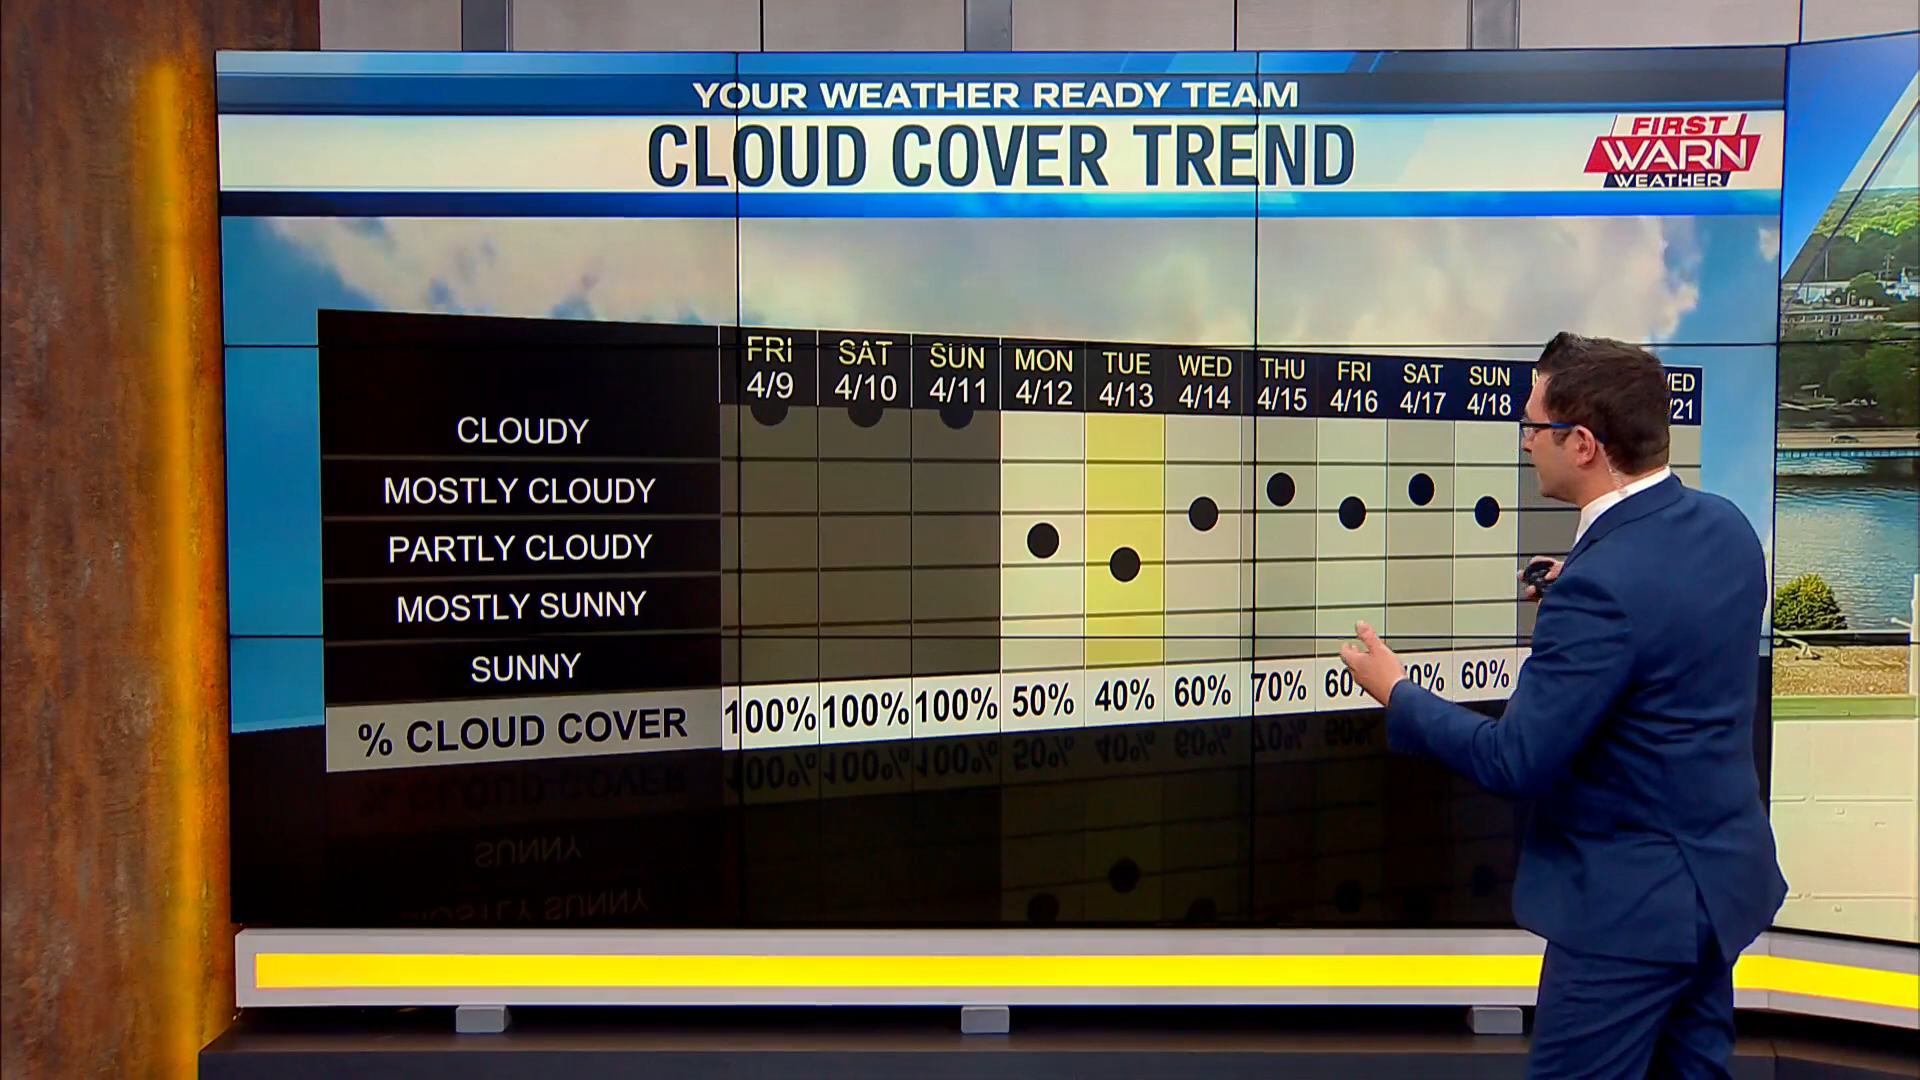 YOUR WEATHER READY TEAM
CLOUD COVER TREND
FIRST
WARN
WEATHER
FRI SAT SUN MON TUE WED THU FRI SAT SUN
4/9 4/10 4/11 4/12 4/13 4/14 4/15 4/16 4/17 4/18
CLOUDY
MOSTLY CLOUDY
PARTLY CLOUDY
MOSTLY SUNNY
SUNNY
% CLOUD COVER 100% 100% 100% 50% 40% 60% 70% 60% 60%